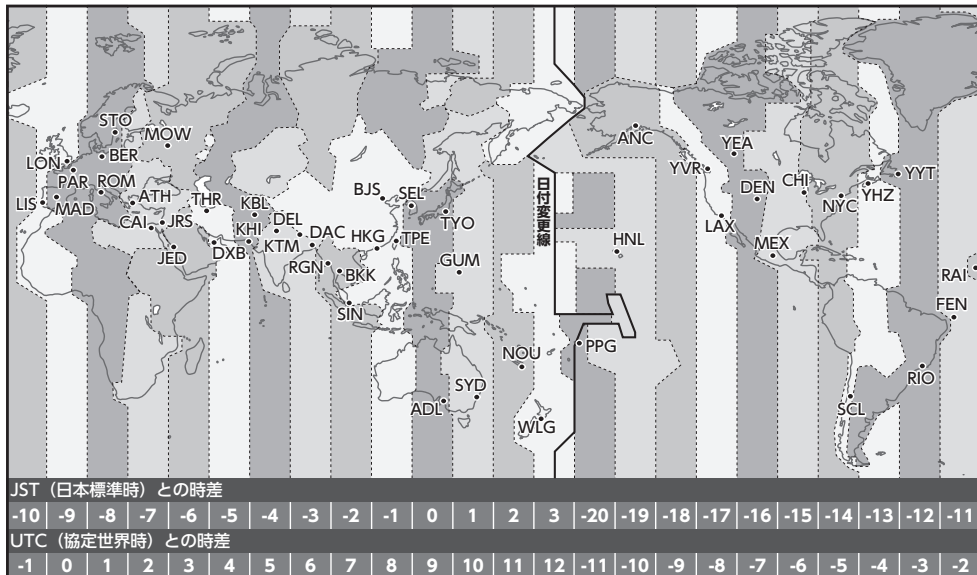 STO
MOW
LON
BER
PAR
ROM
LIS
MAD
ATH
THR
CAI
JRS
JED
DXB
KBL
KHI
DEL
KTM
DAC
RGN
BKK
SIN
BJS
SEL
HKG
TPE
TYO
GUM
ADL
SYD
NOU
WLG
日付変更線
PPG
HNL
ANC
YVR
YEA
DEN
CHI
LAX
MEX
NYC
YHZ
YYT
RAI
FEN
RIO
SCL
JST（日本標準時）との時差
-10 -9 -8 -7 -6 -5 -4 -3 -2 -1 0 1 2 3 -20 -19 -18 -17 -16 -15 -14 -13 -12 -11
UTC（協定世界時）との時差
-1 0 1 2 3 4 5 6 7 8 9 10 11 12 -11 -10 -9 -8 -7 -6 -5 -4 -3 -2